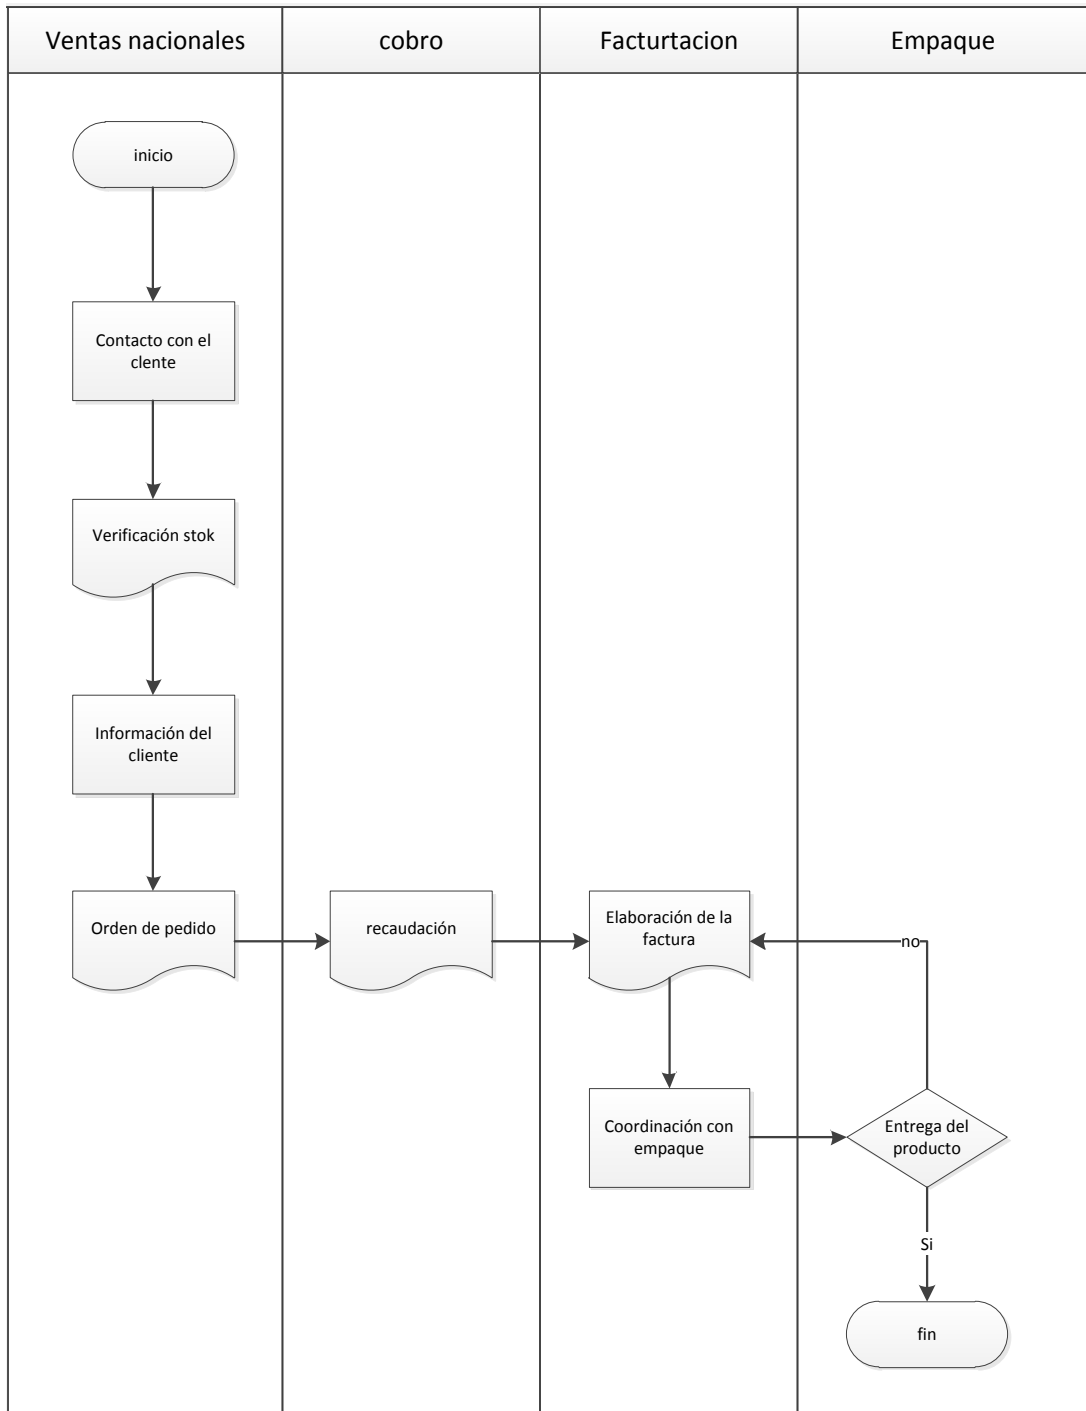 Ventas nacionales
cobro
Facturtacion
Empaque
inicio
Contacto con el
clente
Verificación stok
Información del
cliente
Orden de pedido
recaudación
Elaboración de la
factura
no
Coordinación con
empaque
Entrega del
producto
Si
fin